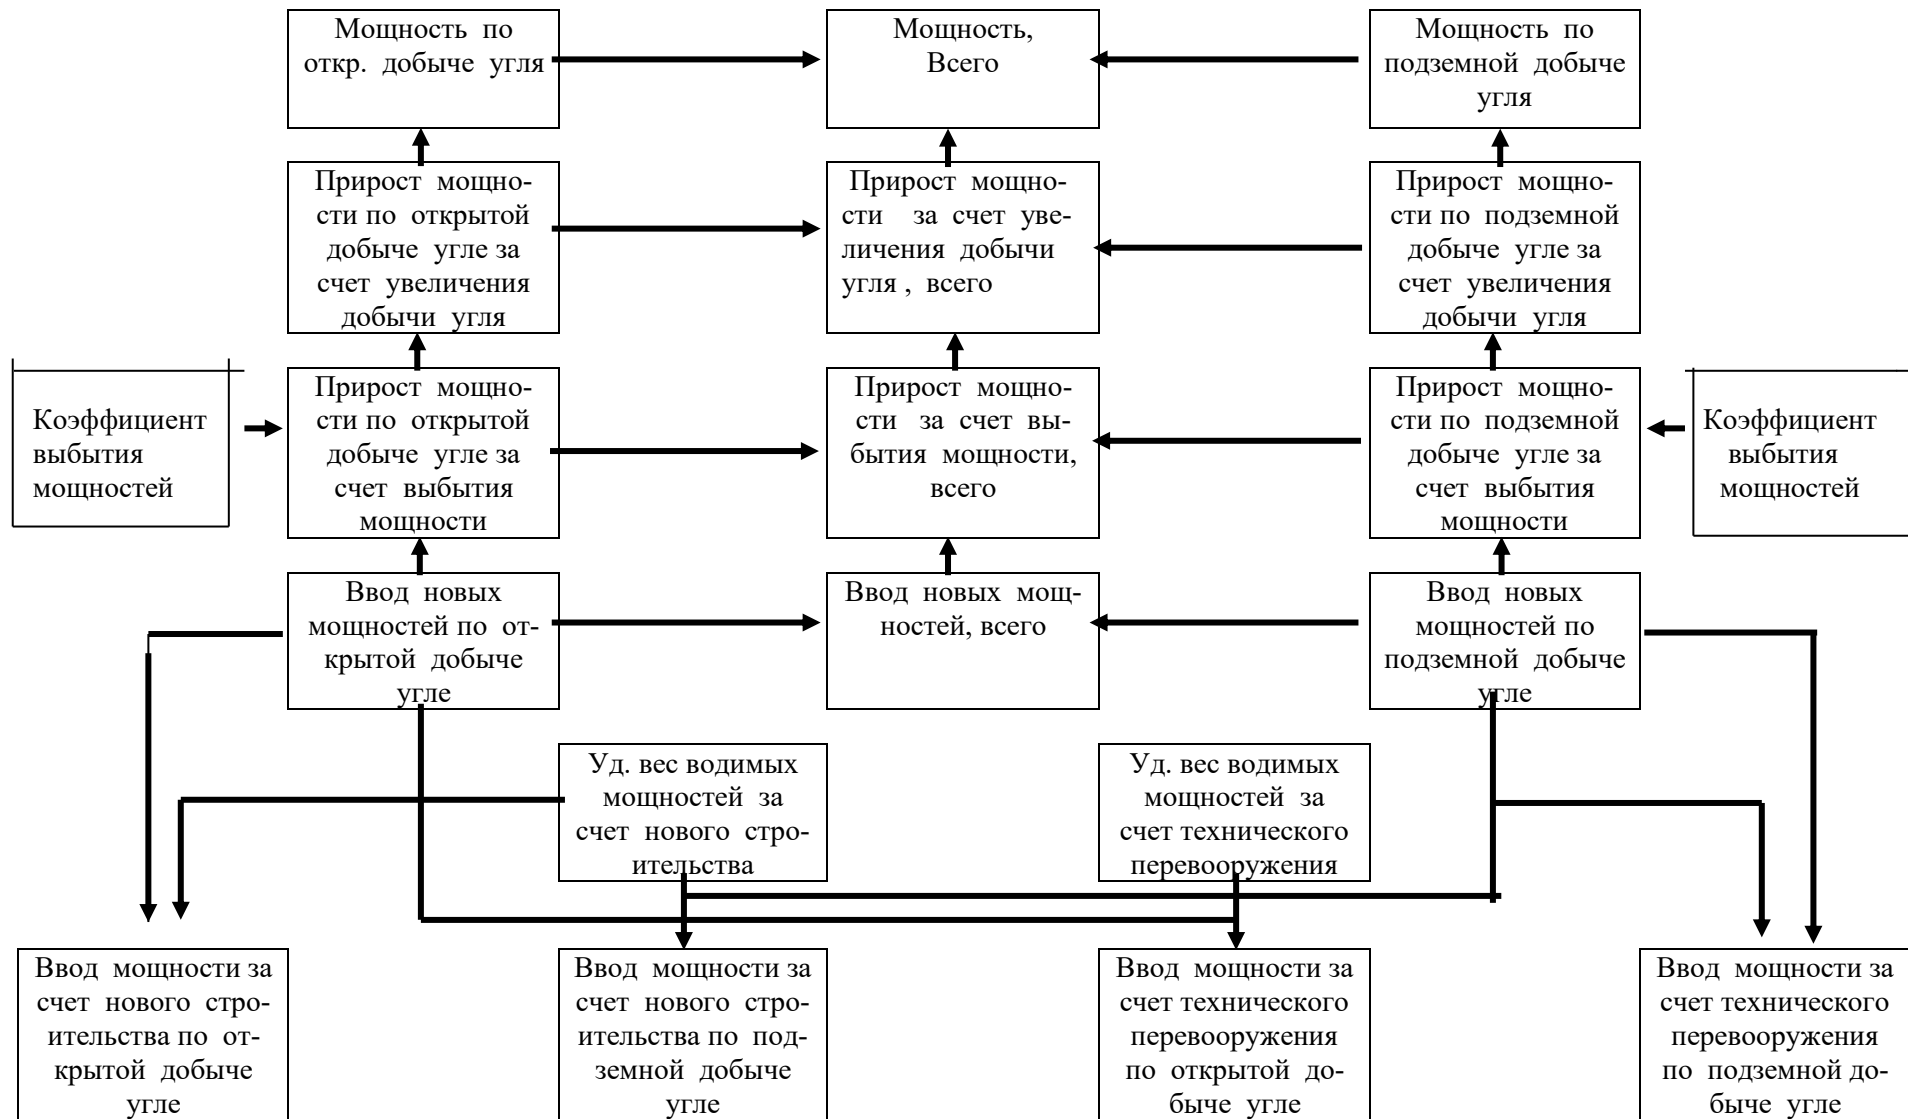 Мощность по
откр. добыче угля
Мощность,
Всего
Мощность по
подземной добыче
угля
Прирост мощно-
сти по открытой
добыче угле за
счет увеличения
добычи угля
Прирост мощно-
сти за счет уве-
личения добычи
угля , всего
Прирост мощно-
сти по подземной
добыче угле за
счет увеличения
добычи угля
Коэффициент
выбытия
мощностей
Прирост мощно-
сти по открытой
добыче угле за
счет выбытия
мощности
Прирост мощно-
сти за счет вы-
бытия мощности,
всего
Прирост мощно-
сти по подземной
добыче угле за
счет выбытия
мощности
Коэффициент
выбытия
мощностей
Ввод новых
мощностей по от-
крытой добыче
угле
Ввод новых мощ-
ностей, всего
Ввод новых
мощностей по
подземной добыче
угле
Уд. вес водимых
мощностей за
счет нового стро-
ительства
Уд. вес водимых
мощностей за
счет технического
перевооружения
Ввод мощности за
счет нового стро-
ительства по от-
крытой добыче
угле
Ввод мощности за
счет нового стро-
ительства по под-
земной добыче
угле
Ввод мощности за
счет технического
перевооружения
по открытой до-
быче угле
Ввод мощности за
счет технического
перевооружения
по подземной до-
быче угле